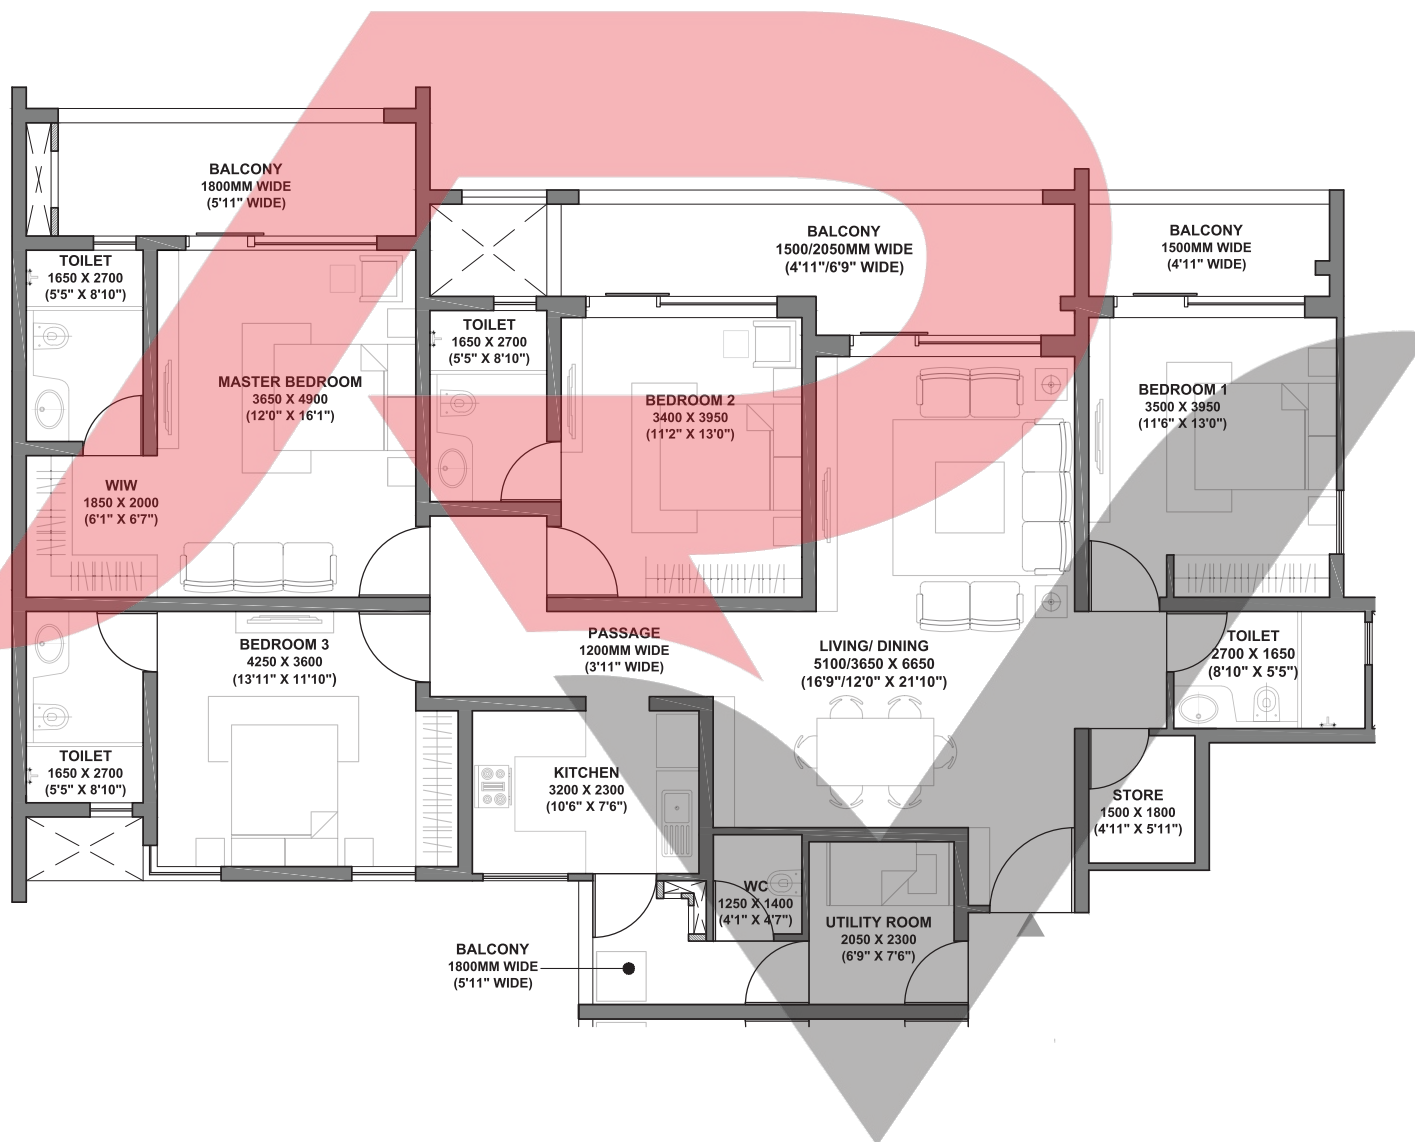 BALCONY
1800MM WIDE
(5'11" WIDE)
BALCONY
1500/2050MM WIDE
(4'11"/6'9" WIDE)
BALCONY
1500MM WIDE
(4'11" WIDE)
TOILET
1650 X 2700
(5'5" X 8'10")
TOILET
1650 X 2700
(5'5" X 8'10")
MASTER BEDROOM
3650 X 4900
(12'0" X 16'1")
BEDROOM 2
3400 X 3950
(11'2" X 13'0")
BEDROOM 1
3500 X 3950
(11'6" X 13'0")
WIW
1850 X 2000
(6'1" X 6'7")
BEDROOM 3
4250 X 3600
(13'11" X 11'10")
PASSAGE
1200MM WIDE
(3'11" WIDE)
LIVING/ DINING
5100/3650 X 6650
(16'9"/12'0" X 21'10")
TOILET
2700 X 1650
(8'10" X 5'5")
TOILET
1650 X 2700
(5'5" X 8'10")
KITCHEN
3200 X 2300
(10'6" X 7'6")
STORE
1500 X 1800
(4'11" X 5'11")
WC
1250 X 1400
(4'1" X 4'7")
UTILITY ROOM
2050 X 2300
(6'9" X 7'6")
BALCONY
1800MM WIDE
(5'11" WIDE)